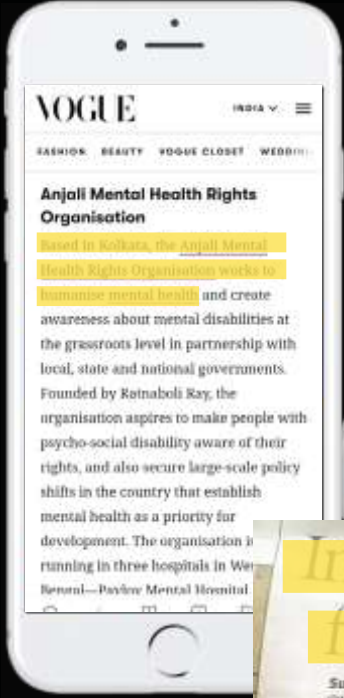 VOGUE
INDIA
FASHION BEAUTY VOGUE CLOSET WEDDIN
Anjali Mental Health Rights
Organisation
Based in Kolkata, the Anjali Mental
Health Rights Organisation works to
humanise mental health and create
awareness about mental disabilities at
the grassroots level in partnership with
local, state and national governments.
Founded by Ratnaboli Ray, the
organisation aspires to make people with
psycho-social disability aware of their
rights, and also secure large-scale policy
shifts in the country that establish
mental health as a priority for
development. The organisation is
running in three hospitals in We
Bengal—Pavlov Mental Hospital
In
f
Su